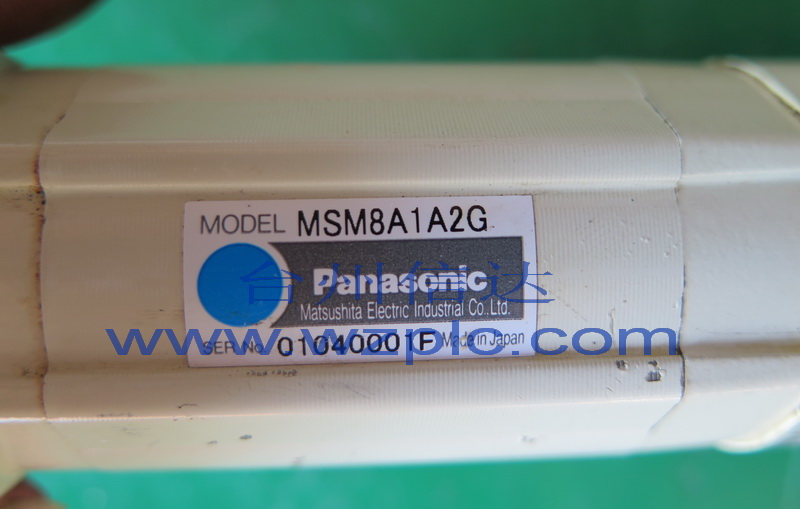 MODEL MSM8A1A2G
Panasonic
台州信达
Matsushita Electric Industrial Co.,Ltd.
www.wzplc.com
SER.No. 01040001F Made in Japan